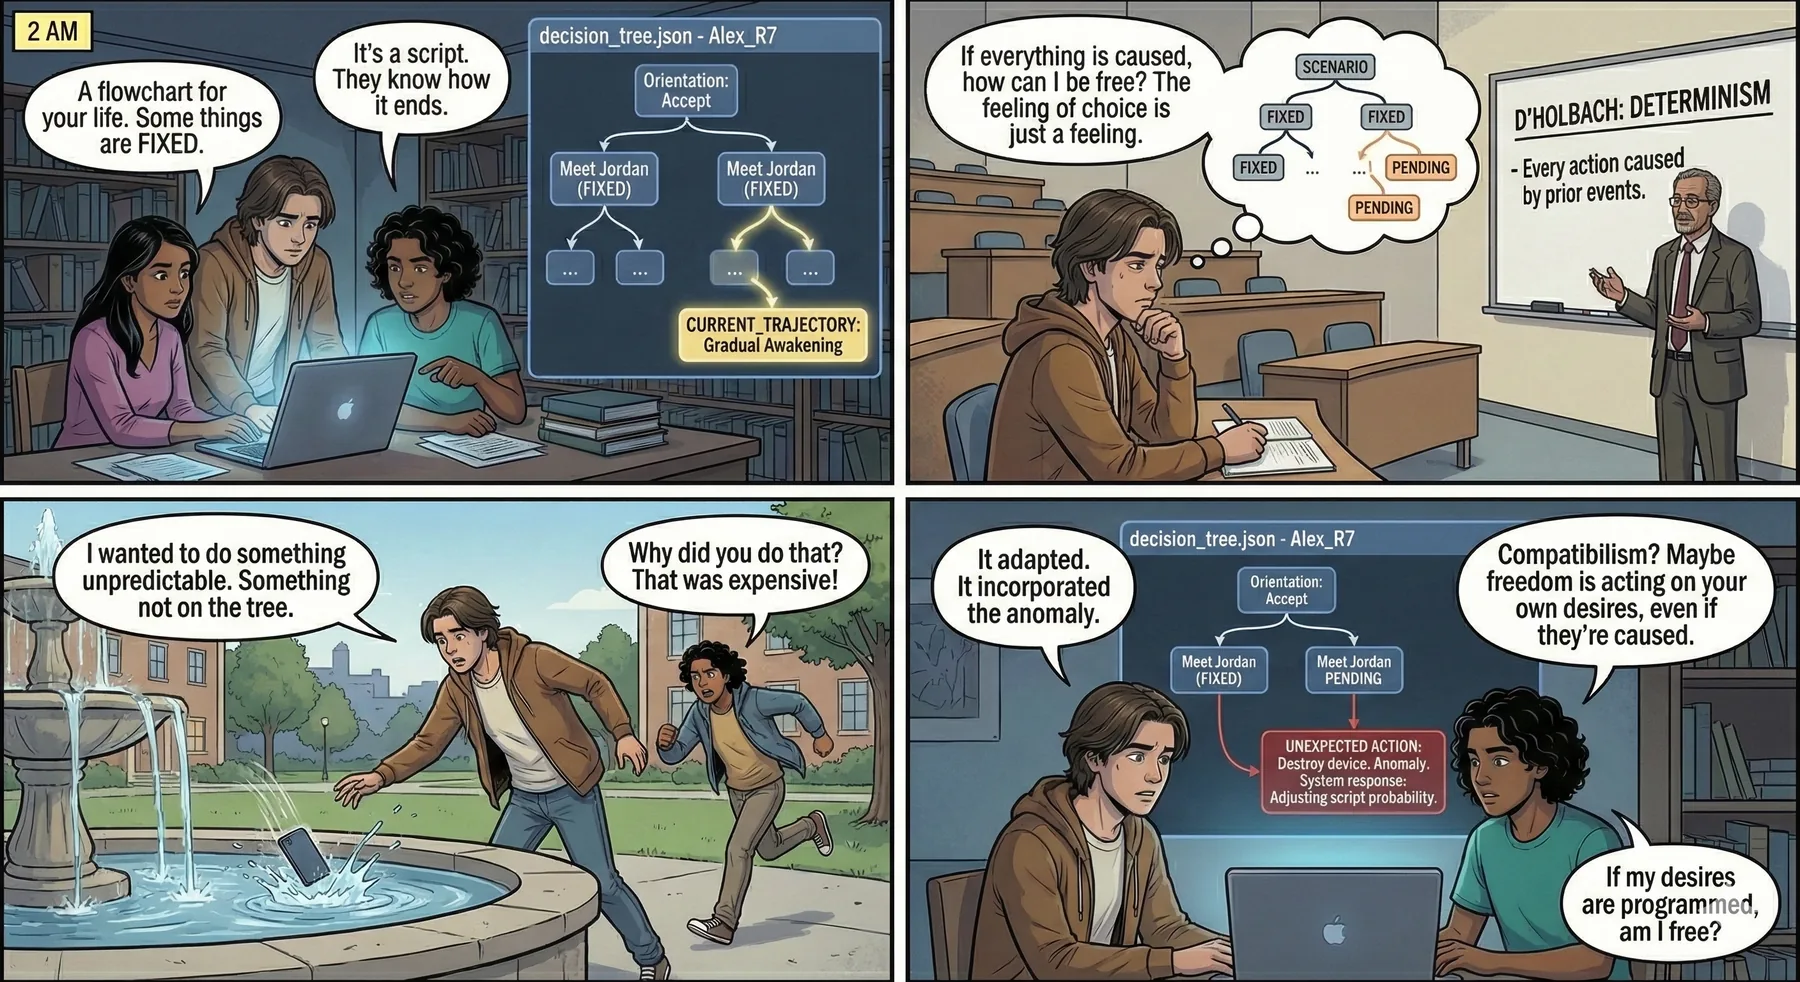 2 AM
A flowchart for
your life. Some things
are FIXED.
It's a script.
They know how
it ends.
decision_tree.json - Alex_R7
Orientation:
Accept
Meet Jordan
(FIXED)
Meet Jordan
(FIXED)
...
...
...
...
CURRENT_TRAJECTORY:
Gradual Awakening
If everything is caused,
how can I be free? The
feeling of choice is
just a feeling.
SCENARIO
FIXED
FIXED
FIXED
...
...
PENDING
PENDING
D'HOLBACH: DETERMINISM
- Every action caused
by prior events.
I wanted to do something
unpredictable. Something
not on the tree.
Why did you do that?
That was expensive!
It adapted.
It incorporated
the anomaly.
decision_tree.json - Alex_R7
Orientation:
Accept
Meet Jordan
(FIXED)
Meet Jordan
PENDING
UNEXPECTED ACTION:
Destroy device. Anomaly.
System response:
Adjusting script probability.
Compatibilism? Maybe
freedom is acting on your
own desires, even if
they're caused.
If my desires
are programmed,
am I free?